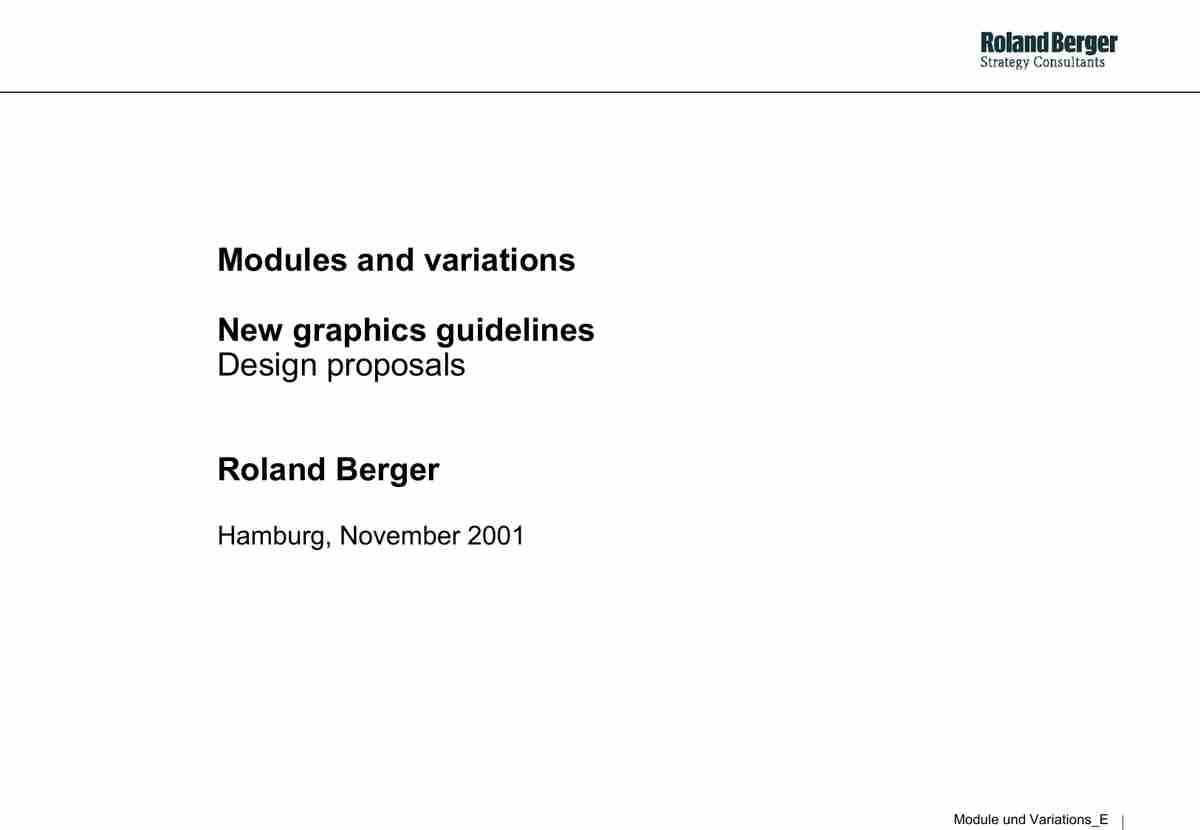 Roland Berger
Strategy Consultants
Modules and variations
New graphics guidelines
Design proposals
Roland Berger
Hamburg, November 2001
Module und Variations_E